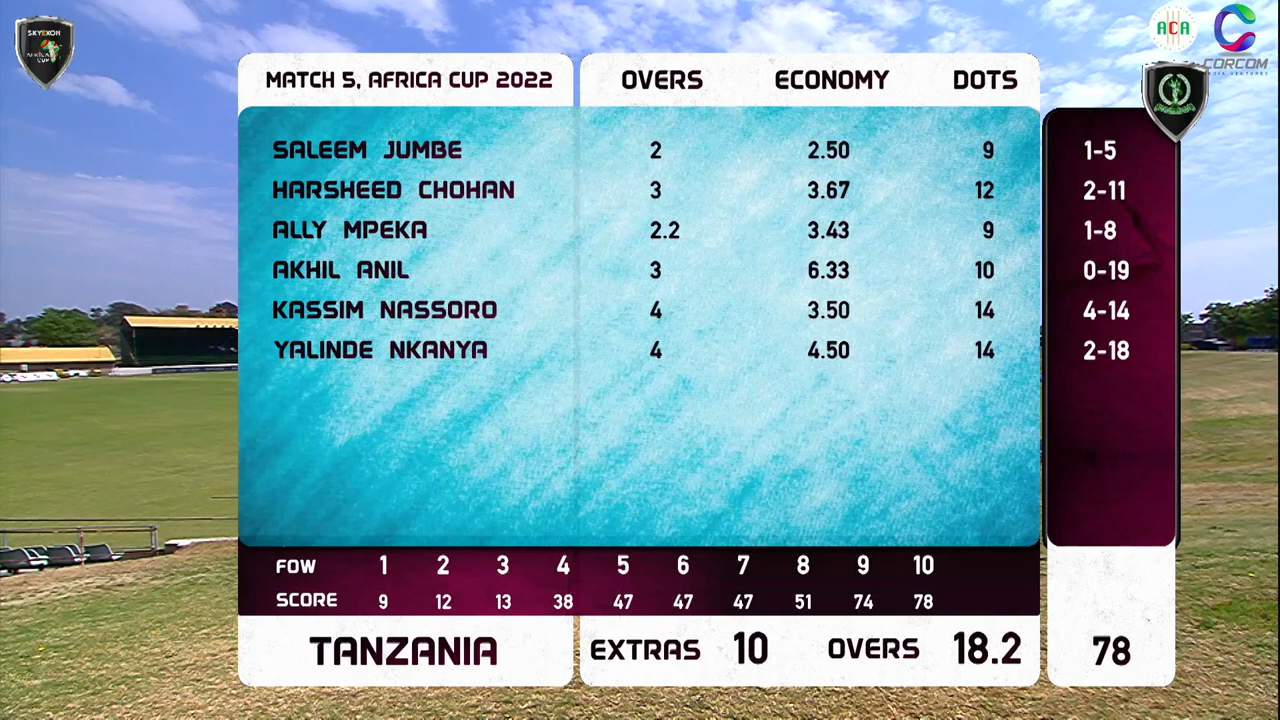 SKYEXCH
AFRICA
CUP
ACA
CORCOM
MATCH 5, AFRICA CUP 2022 OVERS ECONOMY DOTS
SALEEM JUMBE 2 2.50 9 1-5
HARSHEED CHOHAN 3 3.67 12 2-11
ALLY MPEKA 2.2 3.43 9 1-8
AKHIL ANIL 3 6.33 10 0-19
KASSIM NASSORO 4 3.50 14 4-14
YALINDE NKANYA 4 4.50 14 2-18
FOW 1 2 3 4 5 6 7 8 9 10
SCORE 9 12 13 38 47 47 47 51 74 78
TANZANIA EXTRAS 10 OVERS 18.2 78